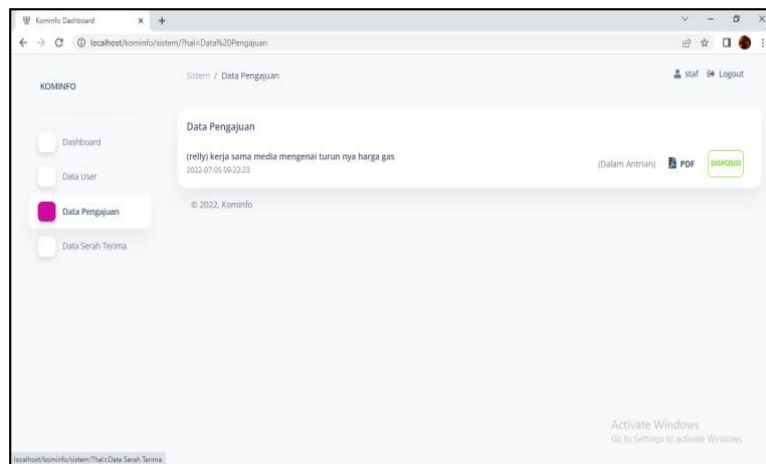 Kominfo Dashboard
localhost/kominfo/sistem/?hal=Data%20Pengajuan
KOMINFO
Sistem / Data Pengajuan
staf Logout
Dashboard
Data User
Data Pengajuan
Data Serah Terima
Data Pengajuan
(relly) kerja sama media mengenai turun nya harga gas
2022-07-05 09:22:23
(Dalam Antrian) PDF DISPOSISI
© 2022, Kominfo
Activate Windows
Go to Settings to activate Windows.
localhost/kominfo/sistem/?hal=Data Serah Terima